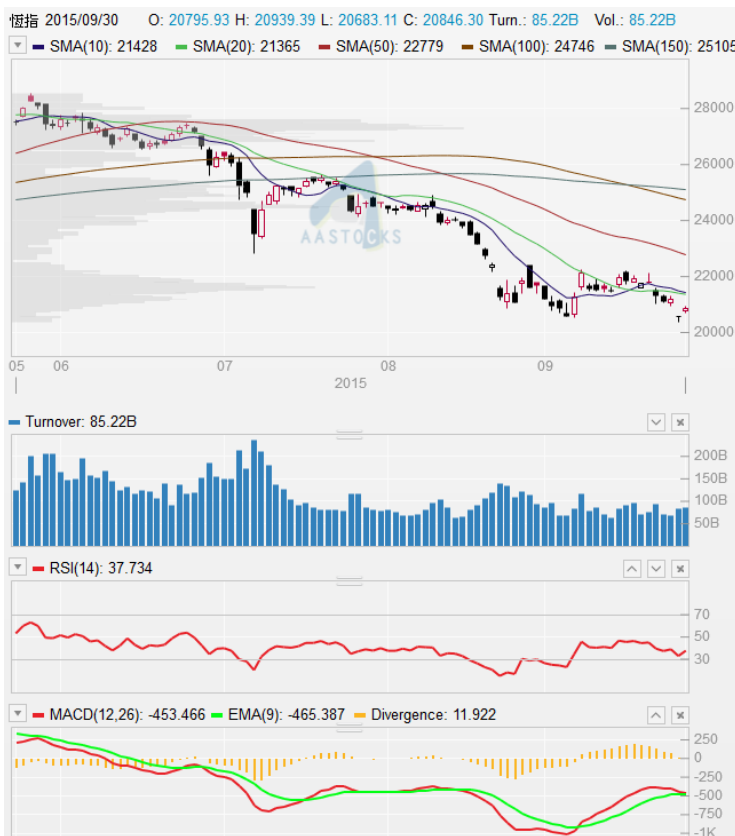 恆指 2015/09/30 O: 20795.93 H: 20939.39 L: 20683.11 C: 20846.30 Turn.: 85.22B Vol.: 85.22B
SMA(10): 21428 SMA(20): 21365 SMA(50): 22779 SMA(100): 24746 SMA(150): 25105
28000
26000
24000
AASTOCKS
22000
20000
05 06 07 08 09
2015
Turnover: 85.22B
200B
150B
100B
50B
RSI(14): 37.734
70
50
30
MACD(12,26): -453.466 EMA(9): -465.387 Divergence: 11.922
250
0
-250
-500
-750
-1K